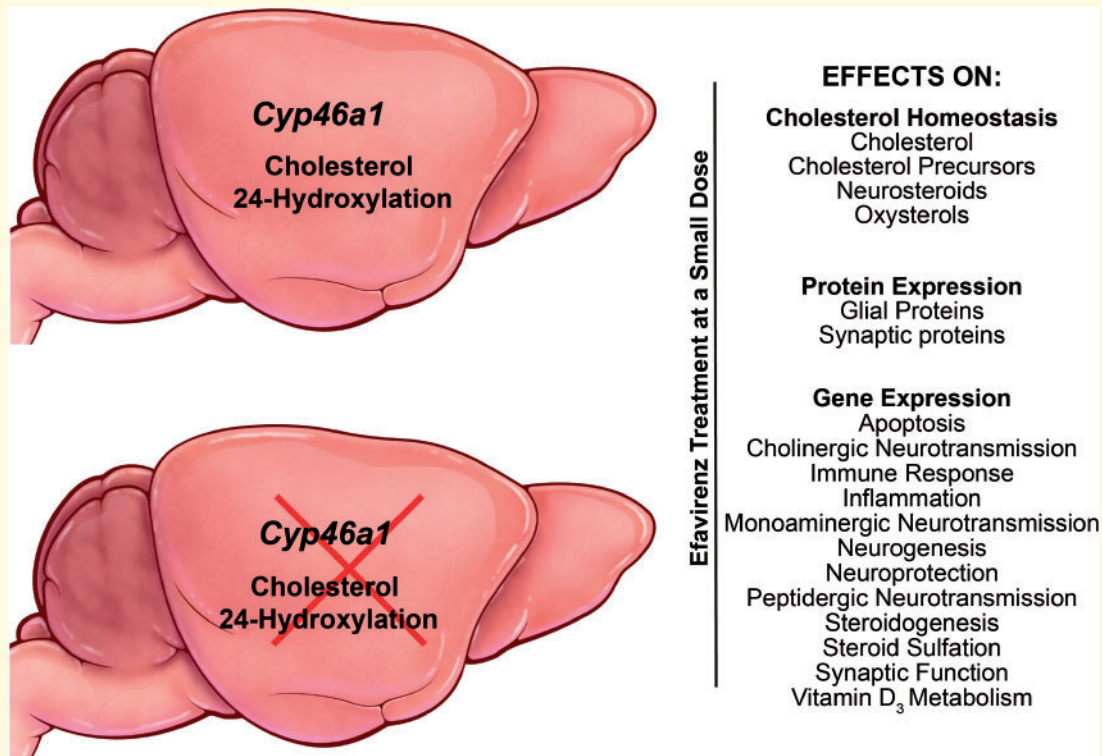 Cyp46a1
Cholesterol
24-Hydroxylation
Cyp46a1
Cholesterol
24-Hydroxylation
Efavirenz Treatment at a Small Dose
EFFECTS ON:
Cholesterol Homeostasis
Cholesterol
Cholesterol Precursors
Neurosteroids
Oxysterols
Protein Expression
Glial Proteins
Synaptic proteins
Gene Expression
Apoptosis
Cholinergic Neurotransmission
Immune Response
Inflammation
Monoaminergic Neurotransmission
Neurogenesis
Neuroprotection
Peptidergic Neurotransmission
Steroidogenesis
Steroid Sulfation
Synaptic Function
Vitamin D₃ Metabolism